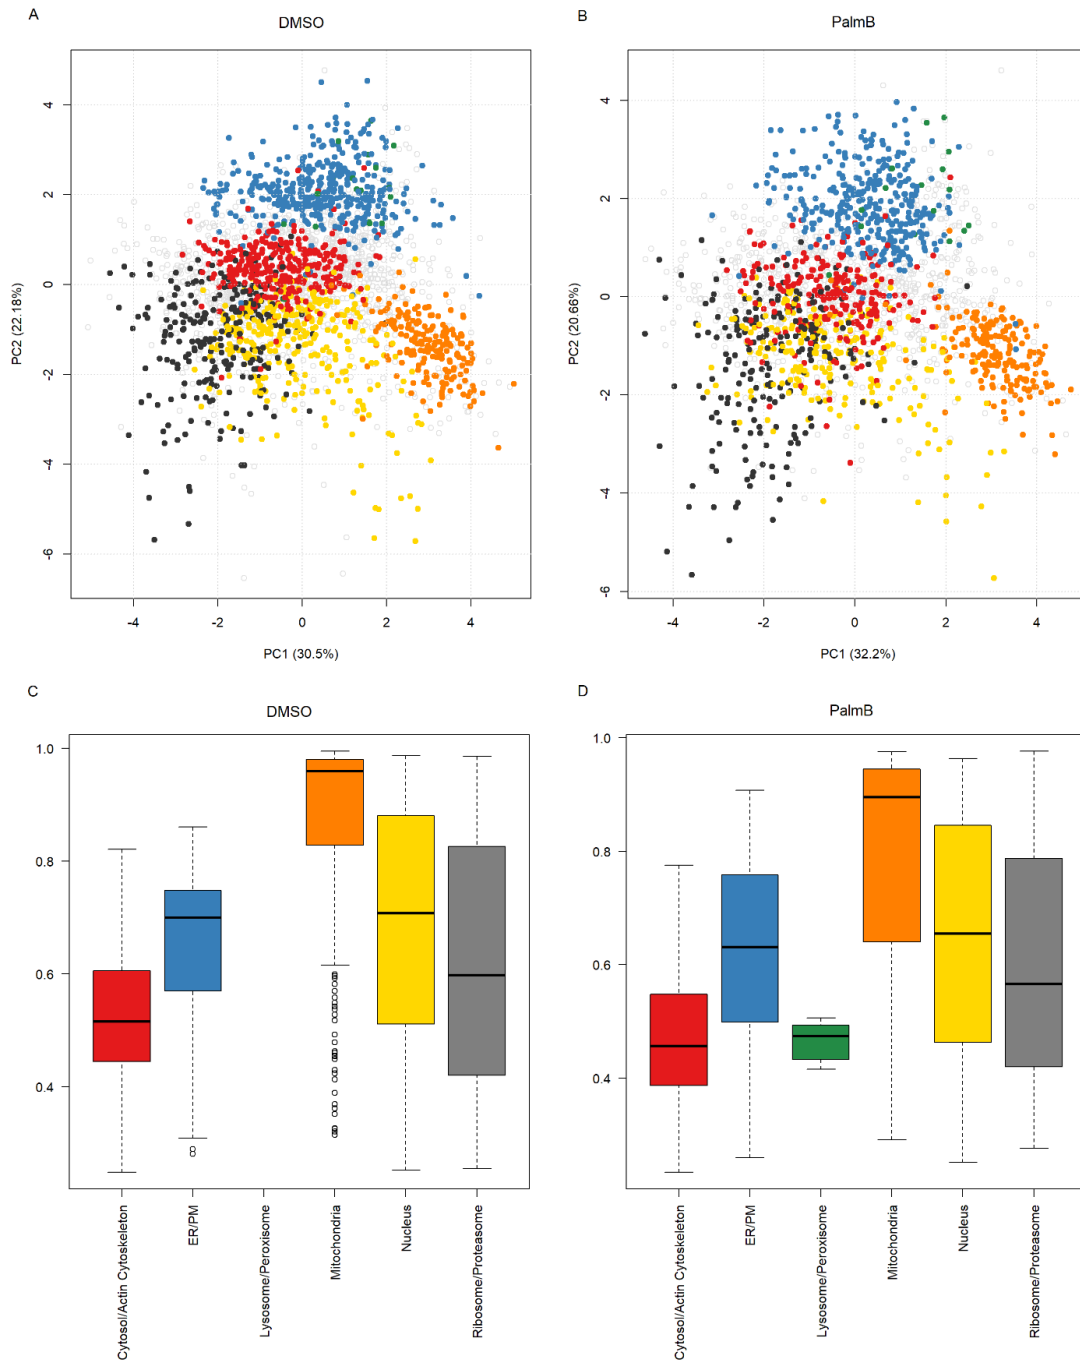 A
DMSO
4
2
0
-2
-4
-6
PC2 (22.18%)
-4
-2
0
2
4
PC1 (30.5%)
B
PalmB
4
2
0
-2
-4
-6
PC2 (20.66%)
-4
-2
0
2
4
PC1 (32.2%)
C
DMSO
1.0
0.8
0.6
0.4
Cytosol/Actin Cytoskeleton
ER/PM
Lysosome/Peroxisome
Mitochondria
Nucleus
Ribosome/Proteasome
D
PalmB
1.0
0.8
0.6
0.4
Cytosol/Actin Cytoskeleton
ER/PM
Lysosome/Peroxisome
Mitochondria
Nucleus
Ribosome/Proteasome